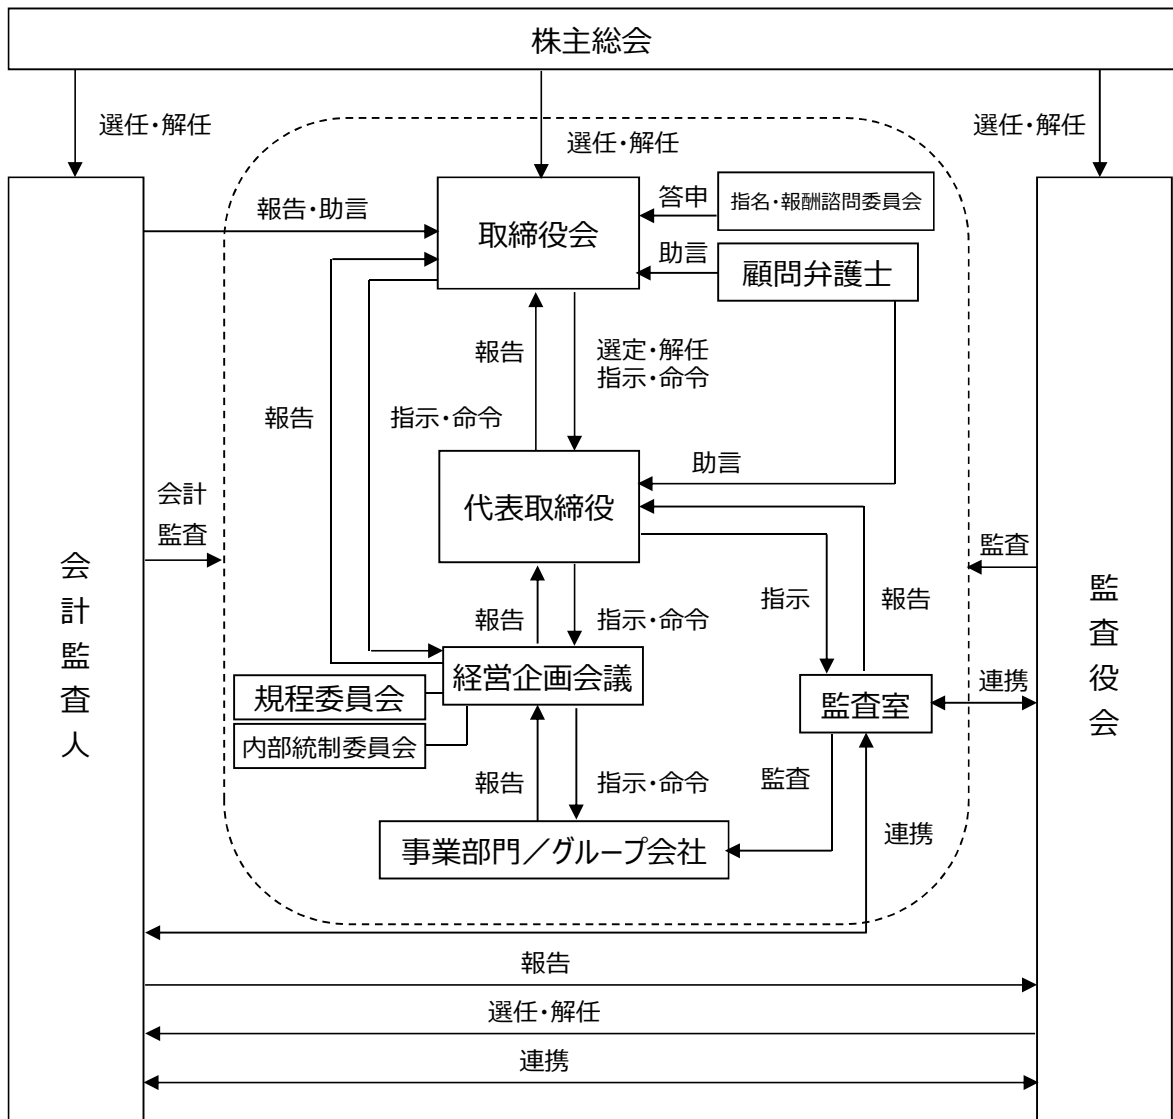 株主総会
選任・解任
選任・解任
選任・解任
報告・助言
取締役会
答申
指名・報酬諮問委員会
助言
顧問弁護士
報告
選定・解任
指示・命令
報告
指示・命令
助言
代表取締役
会計
監査
監査
会計監査人
監査役会
報告
指示・命令
指示
報告
経営企画会議
規程委員会
内部統制委員会
監査室
連携
報告
指示・命令
監査
連携
事業部門／グループ会社
報告
選任・解任
連携